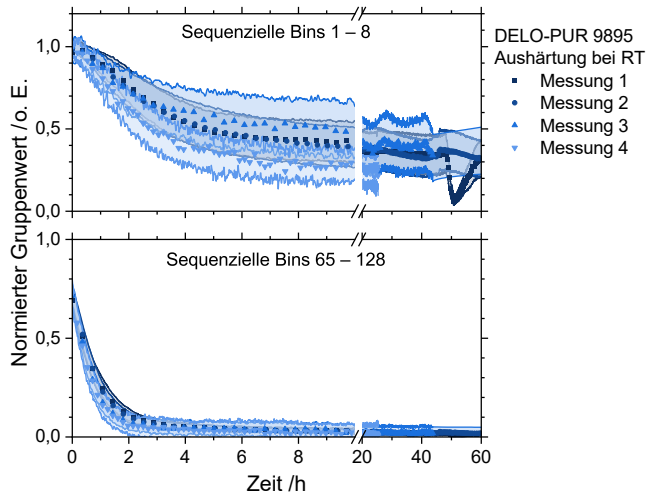 Sequenzielle Bins 1 – 8
DELO-PUR 9895
Aushärtung bei RT
Messung 1
Messung 2
Messung 3
Messung 4
1,0
0,5
0,0
Normierter Gruppenwert /o. E.
Sequenzielle Bins 65 – 128
1,0
0,5
0,0
0 2 4 6 8 20 40 60
Zeit /h